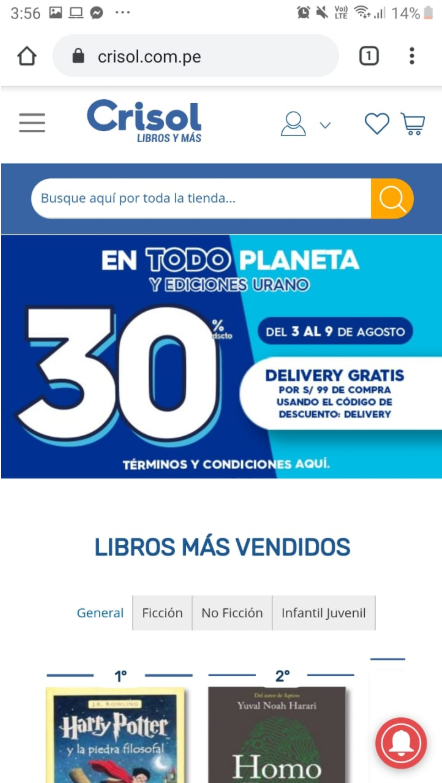 3:56 ... Vo)) LTE 14%
crisol.com.pe 1
Crisol
LIBROS Y MÁS
Busque aquí por toda la tienda...
EN TODO PLANETA
Y EDICIONES URANO
30% dscto
DEL 3 AL 9 DE AGOSTO
DELIVERY GRATIS
POR S/ 99 DE COMPRA
USANDO EL CÓDIGO DE
DESCUENTO: DELIVERY
TÉRMINOS Y CONDICIONES AQUÍ.
LIBROS MÁS VENDIDOS
General Ficción No Ficción Infantil Juvenil
1° 2°
J.K. ROWLING
Harry Potter
y la piedra filosofal
Del autor de Sapiens
Yuval Noah Harari
Homo